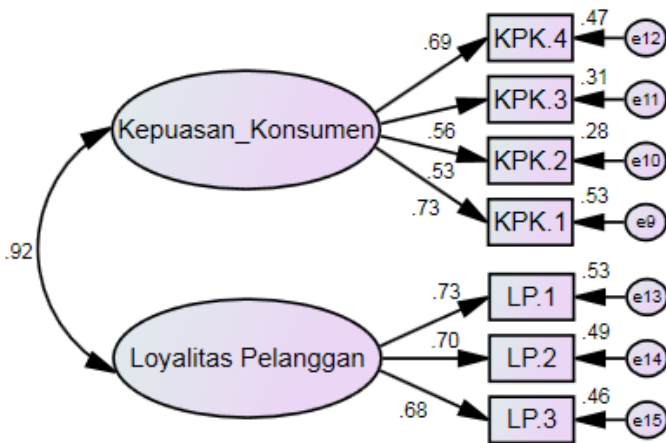 .69
KPK.4
.47
e12
KPK.3
.31
e11
Kepuasan_Konsumen
.56
KPK.2
.28
e10
.53
.73
KPK.1
.53
e9
.92
.73
LP.1
.53
e13
Loyalitas Pelanggan
.70
LP.2
.49
e14
.68
LP.3
.46
e15